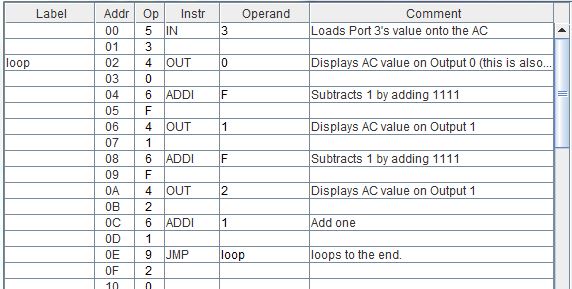 Label Addr Op Instr Operand Comment
00 5 IN 3 Loads Port 3's value onto the AC
01 3
loop 02 4 OUT 0 Displays AC value on Output 0 (this is also...
03 0
04 6 ADDI F Subtracts 1 by adding 1111
05 F
06 4 OUT 1 Displays AC value on Output 1
07 1
08 6 ADDI F Subtracts 1 by adding 1111
09 F
0A 4 OUT 2 Displays AC value on Output 1
0B 2
0C 6 ADDI 1 Add one
0D 1
0E 9 JMP loop loops to the end.
0F 2
10 0